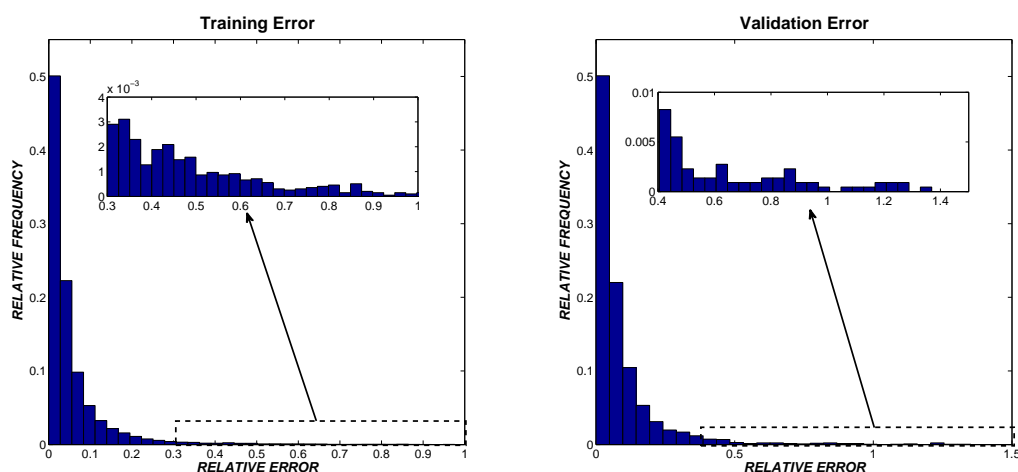 Training Error
RELATIVE FREQUENCY
0.5
0.4
0.3
0.2
0.1
0
0 0.1 0.2 0.3 0.4 0.5 0.6 0.7 0.8 0.9 1
RELATIVE ERROR
x 10⁻³
4
3
2
1
0
0.3 0.4 0.5 0.6 0.7 0.8 0.9 1
Validation Error
RELATIVE FREQUENCY
0.5
0.4
0.3
0.2
0.1
0
0 0.5 1 1.5
RELATIVE ERROR
0.01
0.005
0
0.4 0.6 0.8 1 1.2 1.4